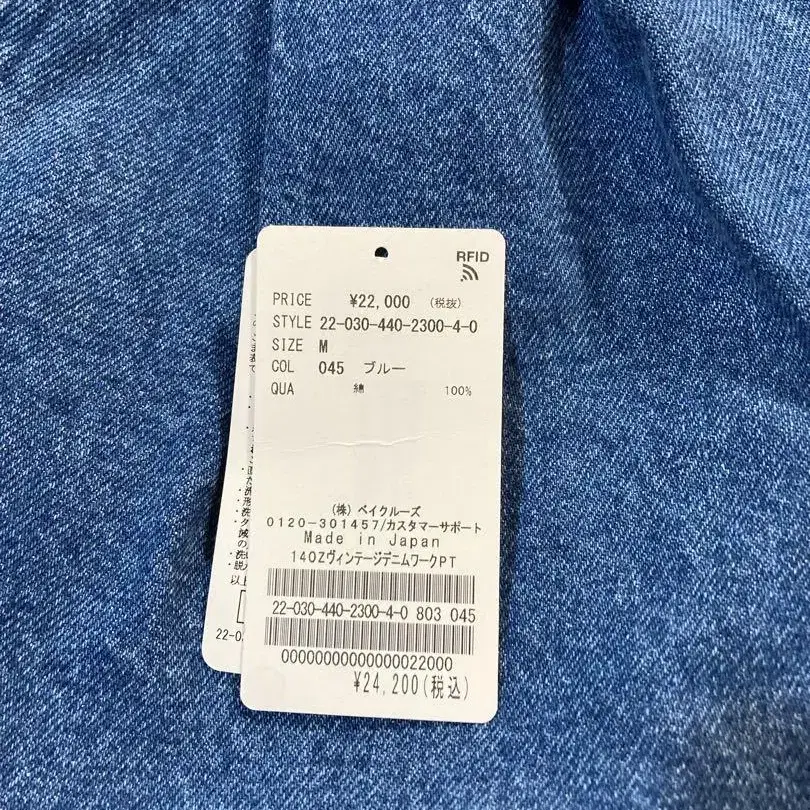 RFID
PRICE ¥22,000 (税抜)
STYLE 22-030-440-2300-4-0
SIZE M
COL 045 ブルー
QUA 綿 100%
(株)ベイクルーズ
0120-301457/カスタマーサポート
Made in Japan
14OZヴィンテージデニムワークPT
22-030-440-2300-4-0 803 045
00000000000000022000
¥24,200(税込)
以上